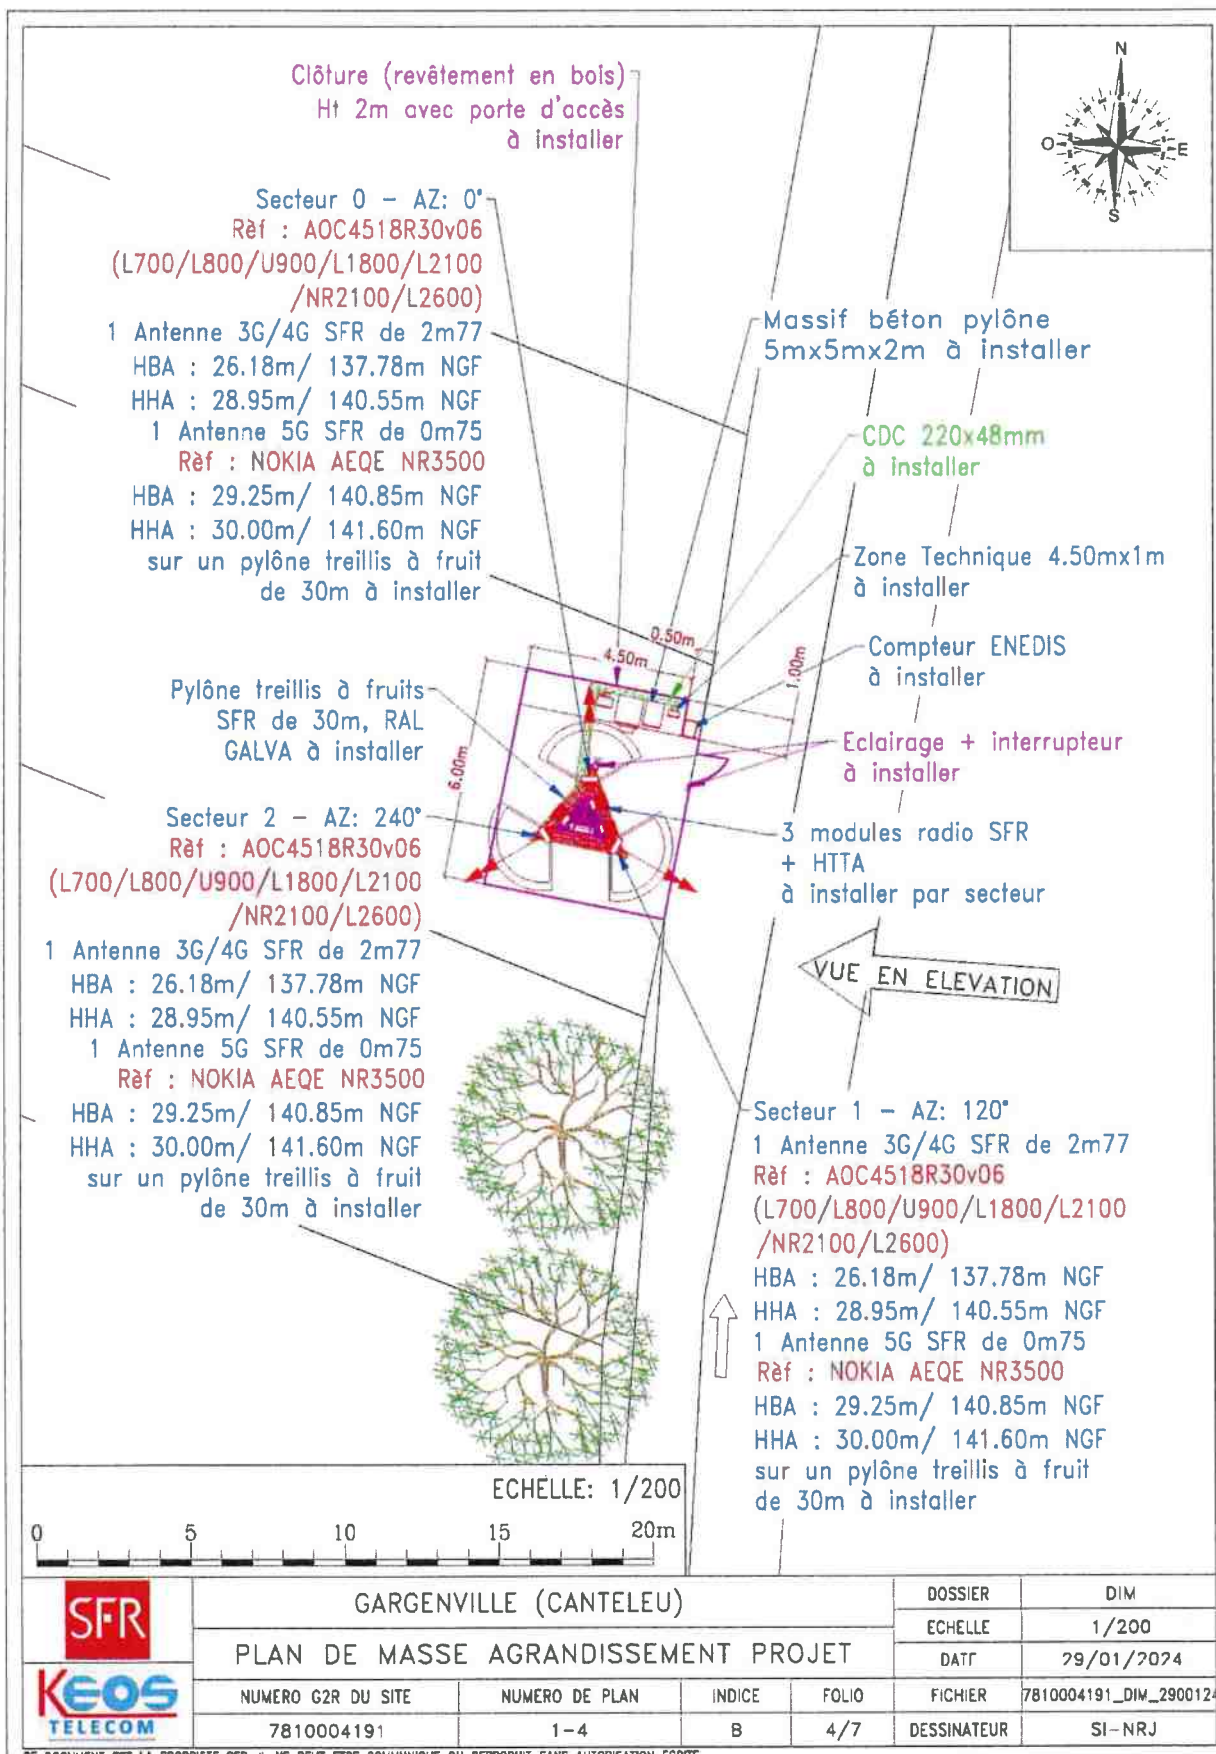 N
O
E
S
Clôture (revêtement en bois)
Ht 2m avec porte d'accès
à installer
Secteur 0 - AZ: 0°
Rèf : AOC4518R30v06
(L700/L800/U900/L1800/L2100
/NR2100/L2600)
1 Antenne 3G/4G SFR de 2m77
HBA : 26.18m/ 137.78m NGF
HHA : 28.95m/ 140.55m NGF
1 Antenne 5G SFR de 0m75
Rèf : NOKIA AEQE NR3500
HBA : 29.25m/ 140.85m NGF
HHA : 30.00m/ 141.60m NGF
sur un pylône treillis à fruit
de 30m à installer
Massif béton pylône
5mx5mx2m à installer
CDC 220x48mm
à installer
Zone Technique 4.50mx1m
à installer
Compteur ENEDIS
à installer
Eclairage + interrupteur
à installer
0.50m
4.50m
1.00m
6.00m
Pylône treillis à fruits
SFR de 30m, RAL
GALVA à installer
3 modules radio SFR
+ HTTA
à installer par secteur
Secteur 2 - AZ: 240°
Rèf : AOC4518R30v06
(L700/L800/U900/L1800/L2100
/NR2100/L2600)
1 Antenne 3G/4G SFR de 2m77
HBA : 26.18m/ 137.78m NGF
HHA : 28.95m/ 140.55m NGF
1 Antenne 5G SFR de 0m75
Rèf : NOKIA AEQE NR3500
HBA : 29.25m/ 140.85m NGF
HHA : 30.00m/ 141.60m NGF
sur un pylône treillis à fruit
de 30m à installer
VUE EN ELEVATION
Secteur 1 - AZ: 120°
1 Antenne 3G/4G SFR de 2m77
Rèf : AOC4518R30v06
(L700/L800/U900/L1800/L2100
/NR2100/L2600)
HBA : 26.18m/ 137.78m NGF
HHA : 28.95m/ 140.55m NGF
1 Antenne 5G SFR de 0m75
Rèf : NOKIA AEQE NR3500
HBA : 29.25m/ 140.85m NGF
HHA : 30.00m/ 141.60m NGF
sur un pylône treillis à fruit
de 30m à installer
ECHELLE: 1/200
0 5 10 15 20m
SFR
KEOS
TELECOM
GARGENVILLE (CANTELEU)
PLAN DE MASSE AGRANDISSEMENT PROJET
DOSSIER DIM
ECHELLE 1/200
DATE 29/01/2024
NUMERO G2R DU SITE NUMERO DE PLAN INDICE FOLIO FICHIER 7810004191_DIM_2900124
7810004191 1-4 B 4/7 DESSINATEUR SI-NRJ